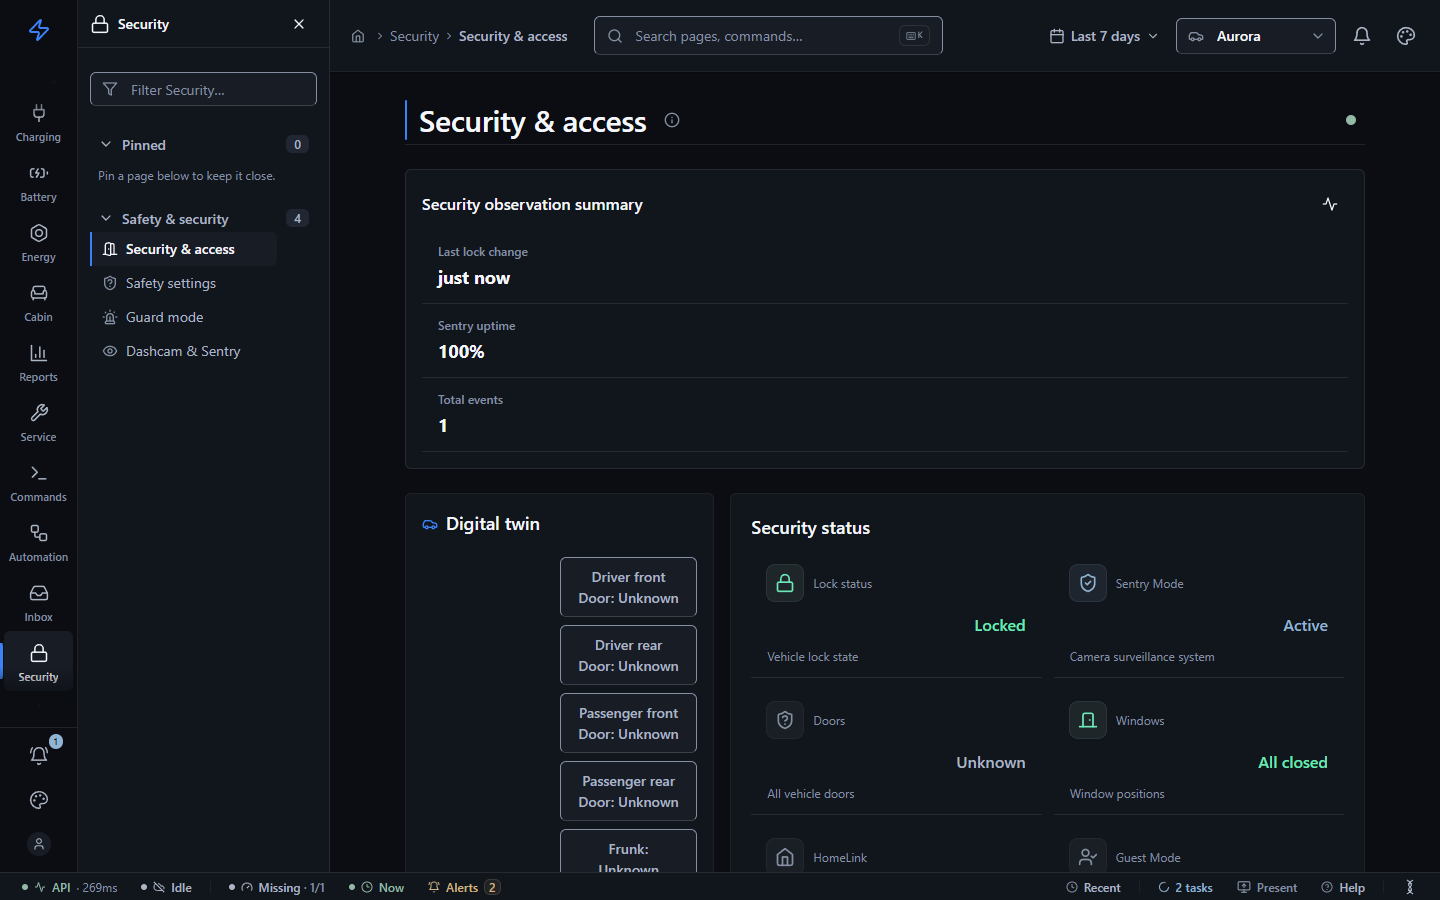 Security
Filter Security...
Pinned
0
Pin a page below to keep it close.
Safety & security
4
Security & access
Safety settings
Guard mode
Dashcam & Sentry
Charging
Battery
Energy
Cabin
Reports
Service
Commands
Automation
Inbox
Security
1
Security
Security & access
Search pages, commands...
K
Last 7 days
Aurora
Security & access
Security observation summary
Last lock change
just now
Sentry uptime
100%
Total events
1
Digital twin
Driver front
Door: Unknown
Driver rear
Door: Unknown
Passenger front
Door: Unknown
Passenger rear
Door: Unknown
Frunk:
Unknown
Security status
Lock status
Locked
Vehicle lock state
Sentry Mode
Active
Camera surveillance system
Doors
Unknown
All vehicle doors
Windows
All closed
Window positions
HomeLink
Guest Mode
API · 269ms
Idle
Missing · 1/1
Now
Alerts 2
Recent
2 tasks
Present
Help